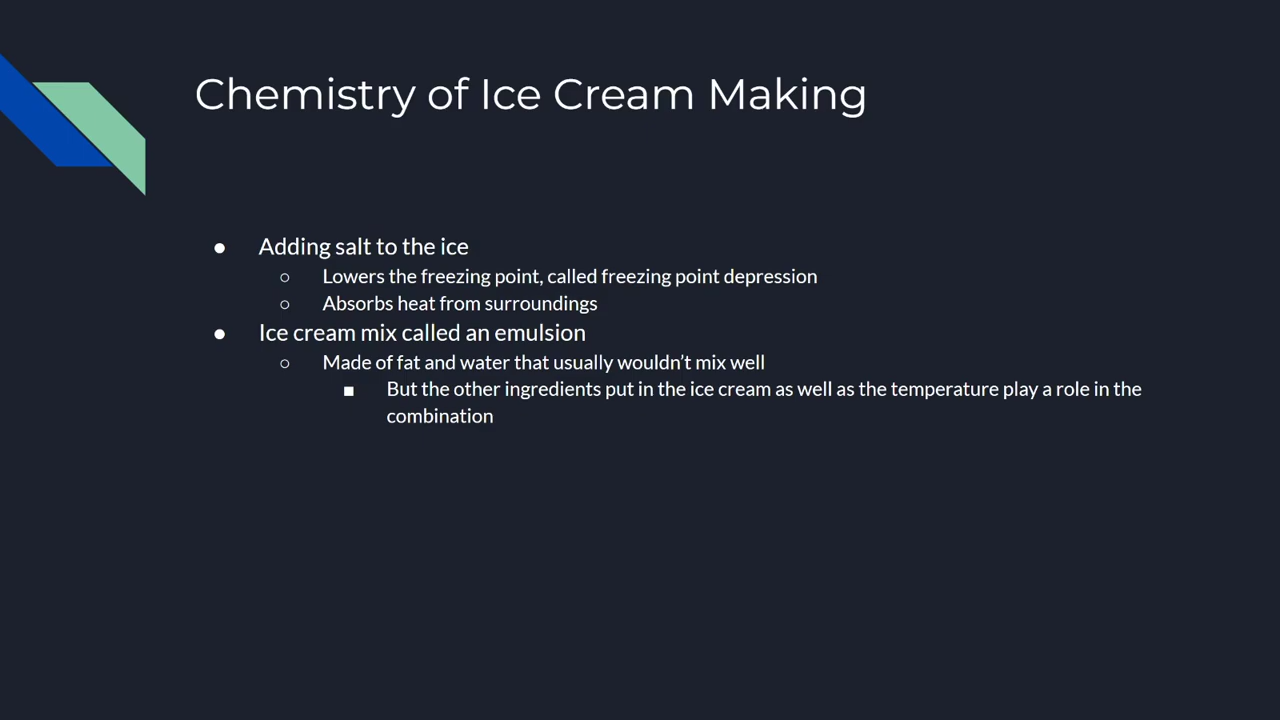 Chemistry of Ice Cream Making
● Adding salt to the ice
○ Lowers the freezing point, called freezing point depression
○ Absorbs heat from surroundings
● Ice cream mix called an emulsion
○ Made of fat and water that usually wouldn’t mix well
■ But the other ingredients put in the ice cream as well as the temperature play a role in the
combination